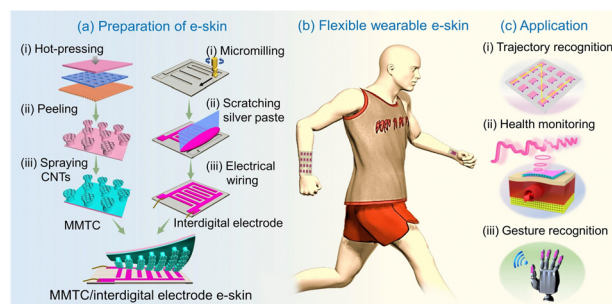 (a) Preparation of e-skin
(i) Hot-pressing
(ii) Peeling
(iii) Spraying
CNTs
MMTC
(i) Micromilling
(ii) Scratching
silver paste
(iii) Electrical
wiring
Interdigital electrode
MMTC/interdigital electrode e-skin
(b) Flexible wearable e-skin
(c) Application
(i) Trajectory recognition
(ii) Health monitoring
(iii) Gesture recognition